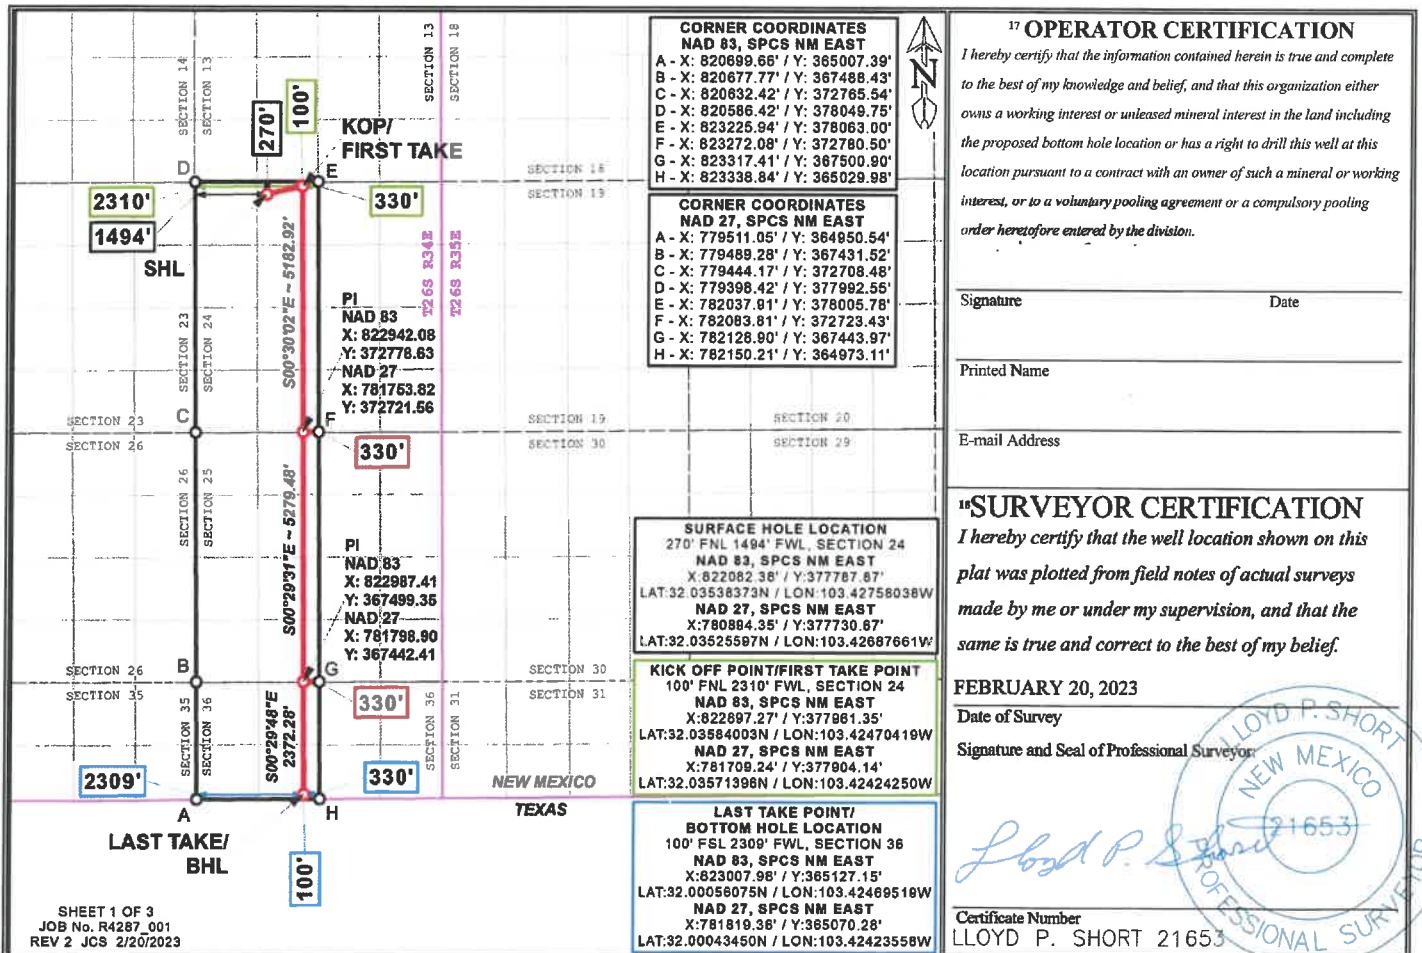 SECTION 14
SECTION 13
SECTION 13
SECTION 18
270'
100'
KOP/
FIRST TAKE
D
E
2310'
330'
1494'
SHL
SECTION 18
SECTION 19
S00°30'02"E ~ 5182.92'
T26S R34E
T26S R35E
SECTION 23
SECTION 24
PI
NAD 83
X: 822942.08
Y: 372778.63
NAD 27
X: 781753.82
Y: 372721.56
SECTION 23
SECTION 26
C
F
330'
SECTION 19
SECTION 30
SECTION 20
SECTION 29
SECTION 26
SECTION 25
S00°29'31"E ~ 5279.48'
PI
NAD 83
X: 822987.41
Y: 367499.35
NAD 27
X: 781798.90
Y: 367442.41
SECTION 26
SECTION 35
B
G
330'
SECTION 30
SECTION 31
SECTION 35
SECTION 36
S00°29'48"E
2372.28'
SECTION 36
SECTION 31
2309'
330'
NEW MEXICO
TEXAS
A
H
LAST TAKE/
BHL
100'
SHEET 1 OF 3
JOB No. R4287_001
REV 2 JCS 2/20/2023
CORNER COORDINATES
NAD 83, SPCS NM EAST
A - X: 820699.66' / Y: 365007.39'
B - X: 820677.77' / Y: 367488.43'
C - X: 820632.42' / Y: 372765.54'
D - X: 820586.42' / Y: 378049.75'
E - X: 823225.94' / Y: 378063.00'
F - X: 823272.08' / Y: 372780.50'
G - X: 823317.41' / Y: 367500.90'
H - X: 823338.84' / Y: 365029.98'
N
CORNER COORDINATES
NAD 27, SPCS NM EAST
A - X: 779511.05' / Y: 364950.54'
B - X: 779489.28' / Y: 367431.52'
C - X: 779444.17' / Y: 372708.48'
D - X: 779398.42' / Y: 377992.55'
E - X: 782037.91' / Y: 378005.78'
F - X: 782083.81' / Y: 372723.43'
G - X: 782128.90' / Y: 367443.97'
H - X: 782150.21' / Y: 364973.11'
SURFACE HOLE LOCATION
270' FNL 1494' FWL, SECTION 24
NAD 83, SPCS NM EAST
X:822082.38' / Y:377787.87'
LAT:32.03538373N / LON:103.42758038W
NAD 27, SPCS NM EAST
X:780894.35' / Y:377730.67'
LAT:32.03525597N / LON:103.42687661W
KICK OFF POINT/FIRST TAKE POINT
100' FNL 2310' FWL, SECTION 24
NAD 83, SPCS NM EAST
X:822897.27' / Y:377961.35'
LAT:32.03584003N / LON:103.42470419W
NAD 27, SPCS NM EAST
X:781709.24' / Y:377904.14'
LAT:32.03571396N / LON:103.42424250W
LAST TAKE POINT/
BOTTOM HOLE LOCATION
100' FSL 2309' FWL, SECTION 36
NAD 83, SPCS NM EAST
X:823007.98' / Y:365127.15'
LAT:32.00056075N / LON:103.42469519W
NAD 27, SPCS NM EAST
X:781819.36' / Y:365070.28'
LAT:32.00043450N / LON:103.42423558W
17 OPERATOR CERTIFICATION
I hereby certify that the information contained herein is true and complete
to the best of my knowledge and belief, and that this organization either
owns a working interest or unleased mineral interest in the land including
the proposed bottom hole location or has a right to drill this well at this
location pursuant to a contract with an owner of such a mineral or working
interest, or to a voluntary pooling agreement or a compulsory pooling
order heretofore entered by the division.
Signature Date
Printed Name
E-mail Address
18 SURVEYOR CERTIFICATION
I hereby certify that the well location shown on this
plat was plotted from field notes of actual surveys
made by me or under my supervision, and that the
same is true and correct to the best of my belief.
FEBRUARY 20, 2023
Date of Survey
Signature and Seal of Professional Surveyor:
LLOYD P. SHORT
NEW MEXICO
21653
PROFESSIONAL SURVEYOR
Lloyd P. Short
Certificate Number
LLOYD P. SHORT 21653